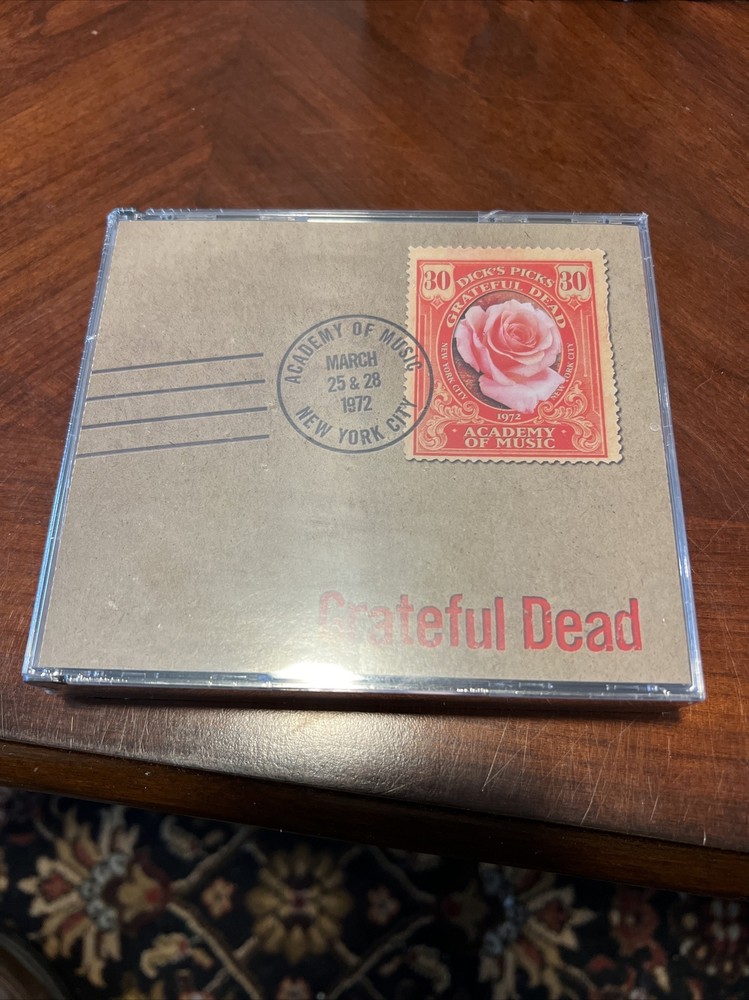 30 DICK'S PICKS 30
GRATEFUL DEAD
NEW YORK CITY
NEW YORK CITY
1972
ACADEMY
OF MUSIC
ACADEMY OF MUSIC
MARCH
25 & 28
1972
NEW YORK CITY
Grateful Dead